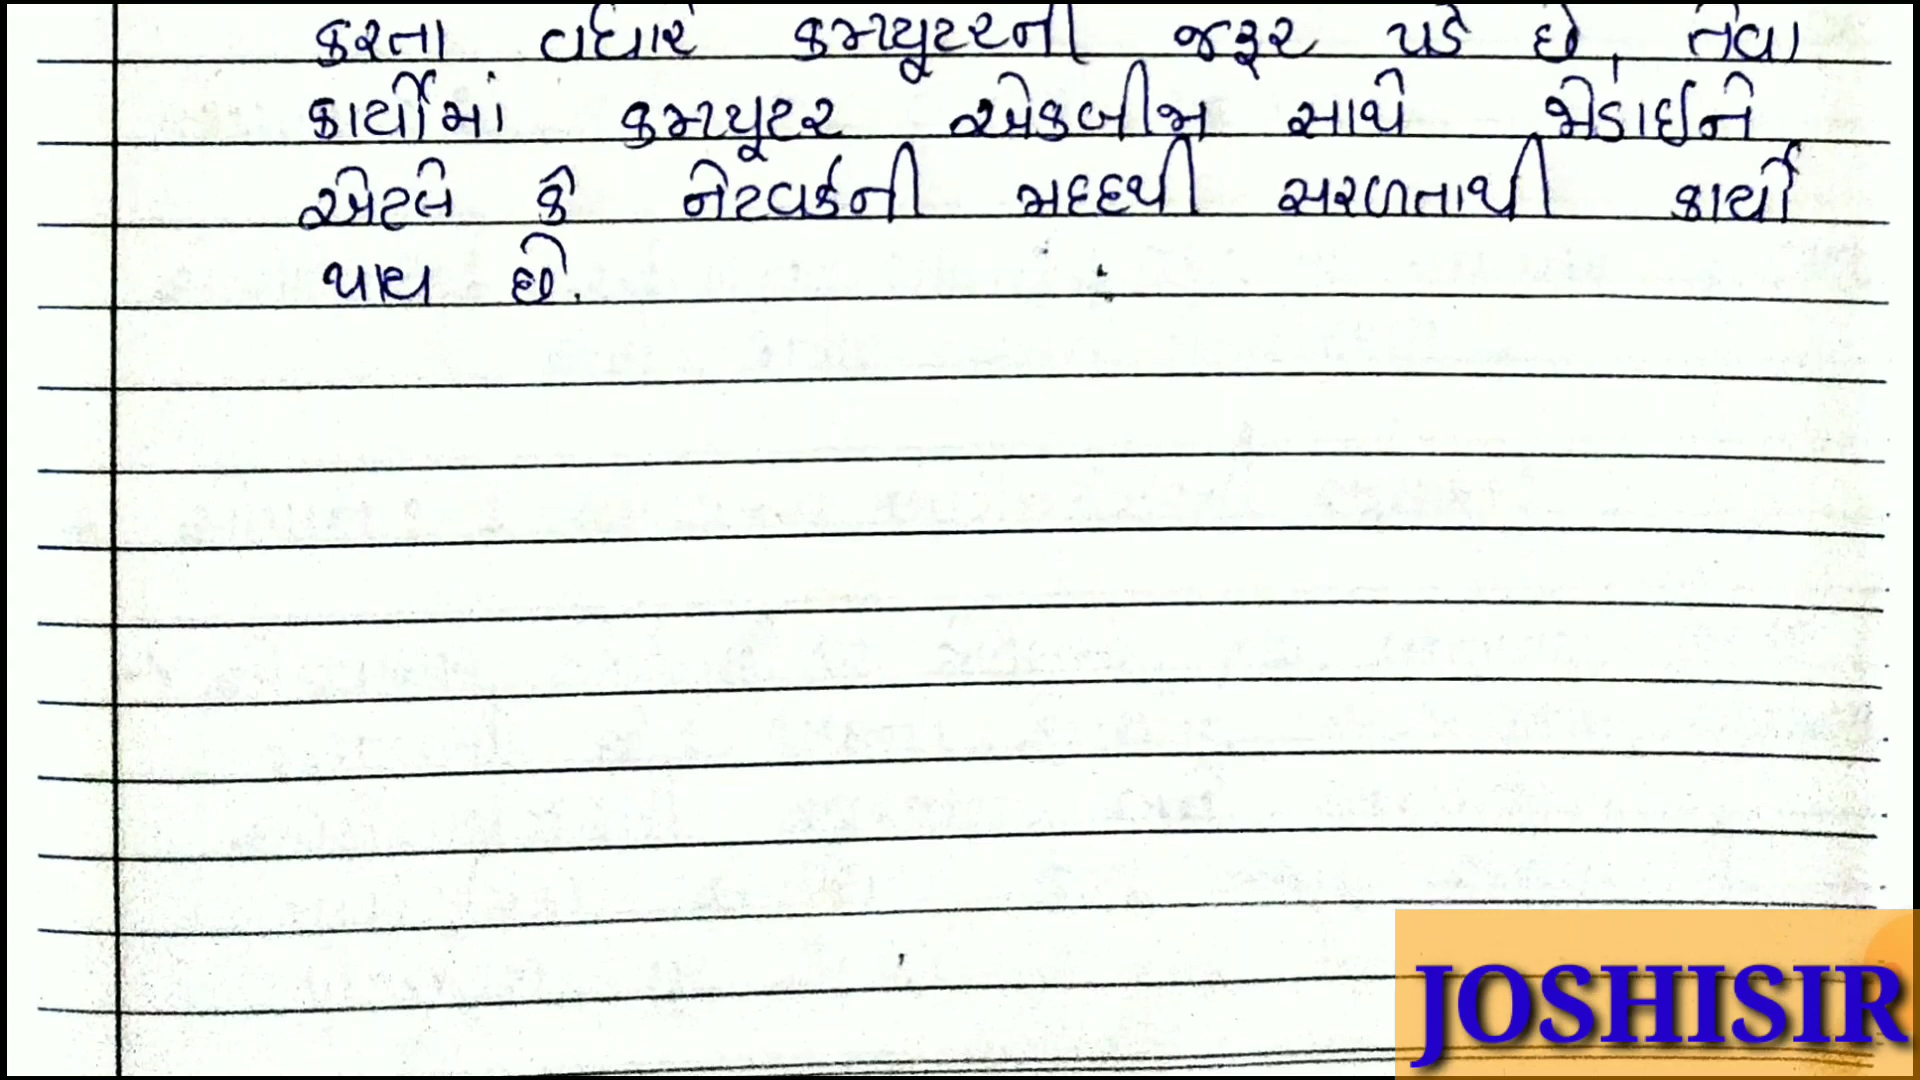 કરતા વધારે કમ્પ્યૂટરની જરૂર પડે છે, તેવા
કાર્યોમાં કમ્પ્યૂટર એકબીજા સાથે જોડાઈને
એટલે કે નેટવર્કની મદદથી સરળતાથી કાર્યો
થાય છે.
JOSHISIR